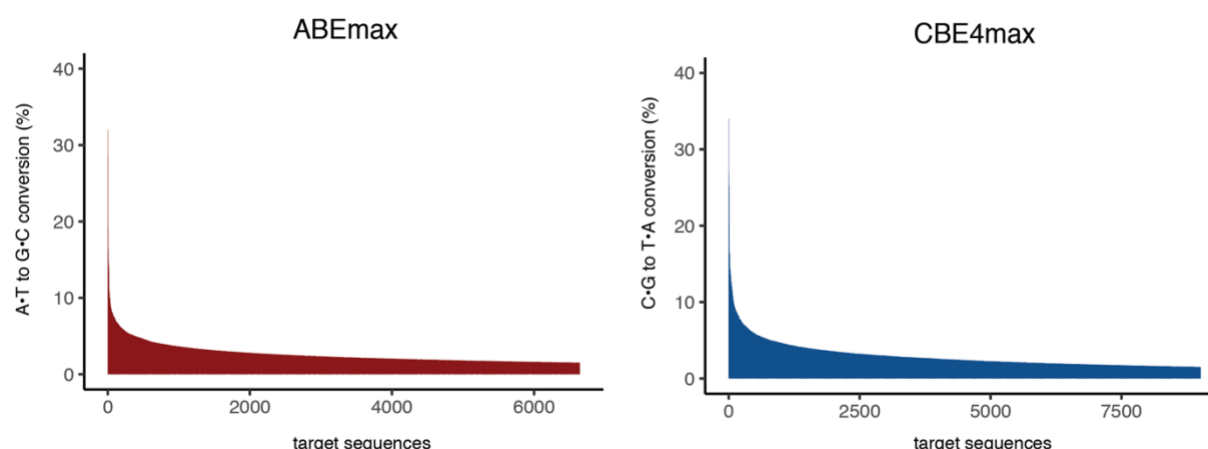 ABEmax
A•T to G•C conversion (%)
40
30
20
10
0
0 2000 4000 6000
target sequences
CBE4max
C•G to T•A conversion (%)
40
30
20
10
0
0 2500 5000 7500
target sequences